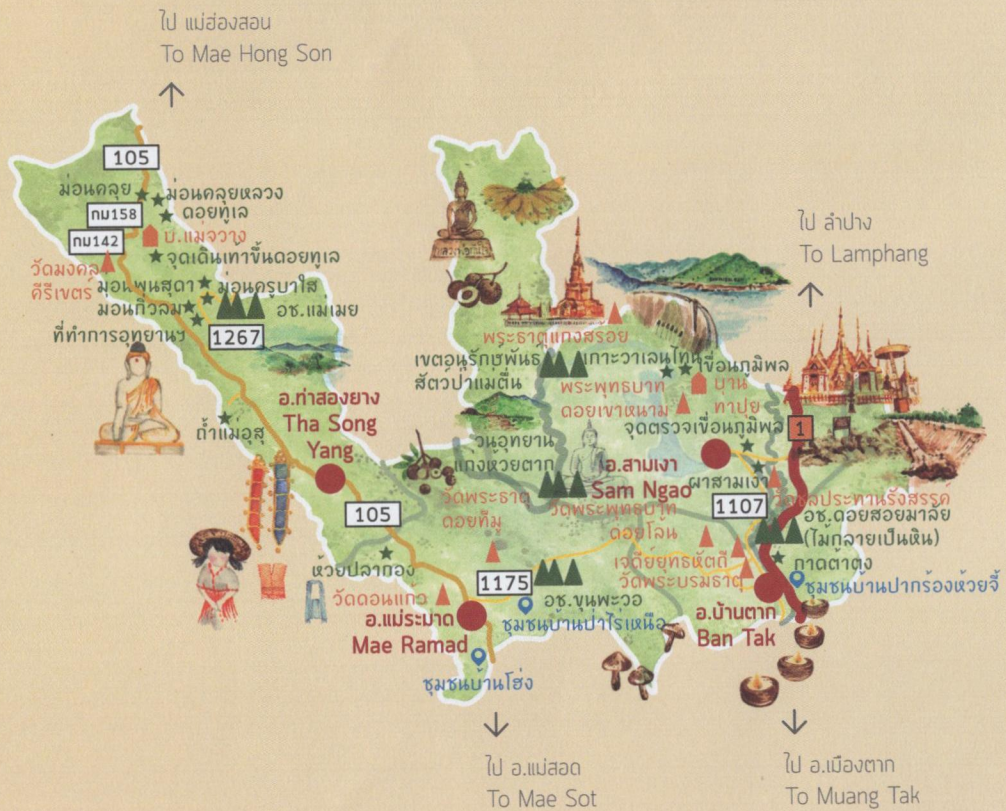 ไป แม่ฮ่องสอน
To Mae Hong Son
105
ม่อนคลุย
ม่อนคลุยหลวง
กม158
ดอยทูเล
กม142
บ.แม่จวาง
จุดเดินเท้าขึ้นดอยทูเล
วัดมงคล
คีรีเขตร์
ม่อนพูนสุดา
ม่อนครูบาใส
ม่อนกิ่วลม
อช.แม่เมย
ที่ทำการอุทยานฯ
1267
ถ้ำแม่อุสุ
อ.ท่าสองยาง
Tha Song
Yang
105
ห้วยปลากอง
วัดดอนแก้ว
อ.แม่ระมาด
Mae Ramad
ชุมชนบ้านโฮ่ง
1175
อช.ขุนพะวอ
ชุมชนบ้านป่าไร่เหนือ
ไป อ.แม่สอด
To Mae Sot
ไป ลำปาง
To Lamphang
พระธาตุแก่งสร้อย
เขตอนุรักษ์พันธุ์
สัตว์ป่าแม่ตื่น
เกาะวาเลนไทน์
เขื่อนภูมิพล
พระพุทธบาท
ดอยเขาหนาม
บ้าน
ท่าปุย
จุดตรวจเขื่อนภูมิพล
1
วนอุทยาน
แก่งห้วยตาก
อ.สามเงา
Sam Ngao
ผาสามเงา
วัดชลประทานรังสรรค์
1107
วัดพระธาตุ
ดอยที่มู
วัดพระพุทธบาท
ดอยโล้น
อช.ดอยสอยมาลัย
(ไม้กลายเป็นหิน)
เจดีย์ยุทธหัตถี
วัดพระบรมธาตุ
กาดตาตุ่ง
ชุมชนบ้านปากร้องห้วยจี้
อ.บ้านตาก
Ban Tak
ไป อ.เมืองตาก
To Muang Tak